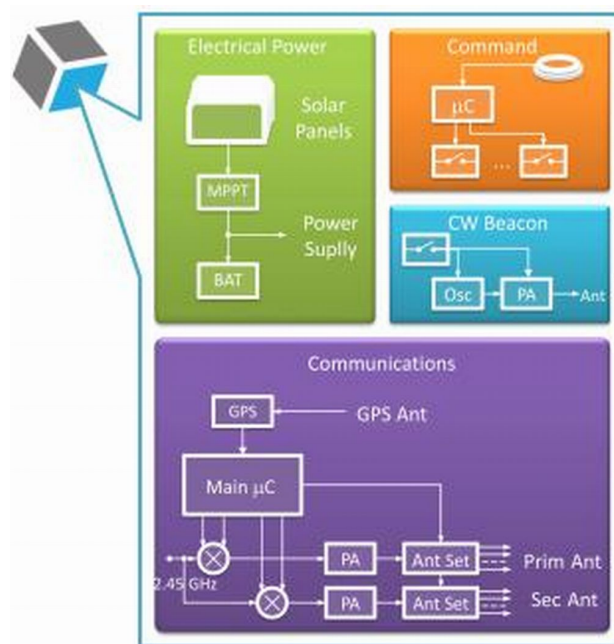 Electrical Power
Solar
Panels
MPPT
Power
Suplly
BAT
Command
µC
...
CW Beacon
Osc
PA
Ant
Communications
GPS
GPS Ant
Main µC
2.45 GHz
PA
Ant Set
Prim Ant
PA
Ant Set
Sec Ant